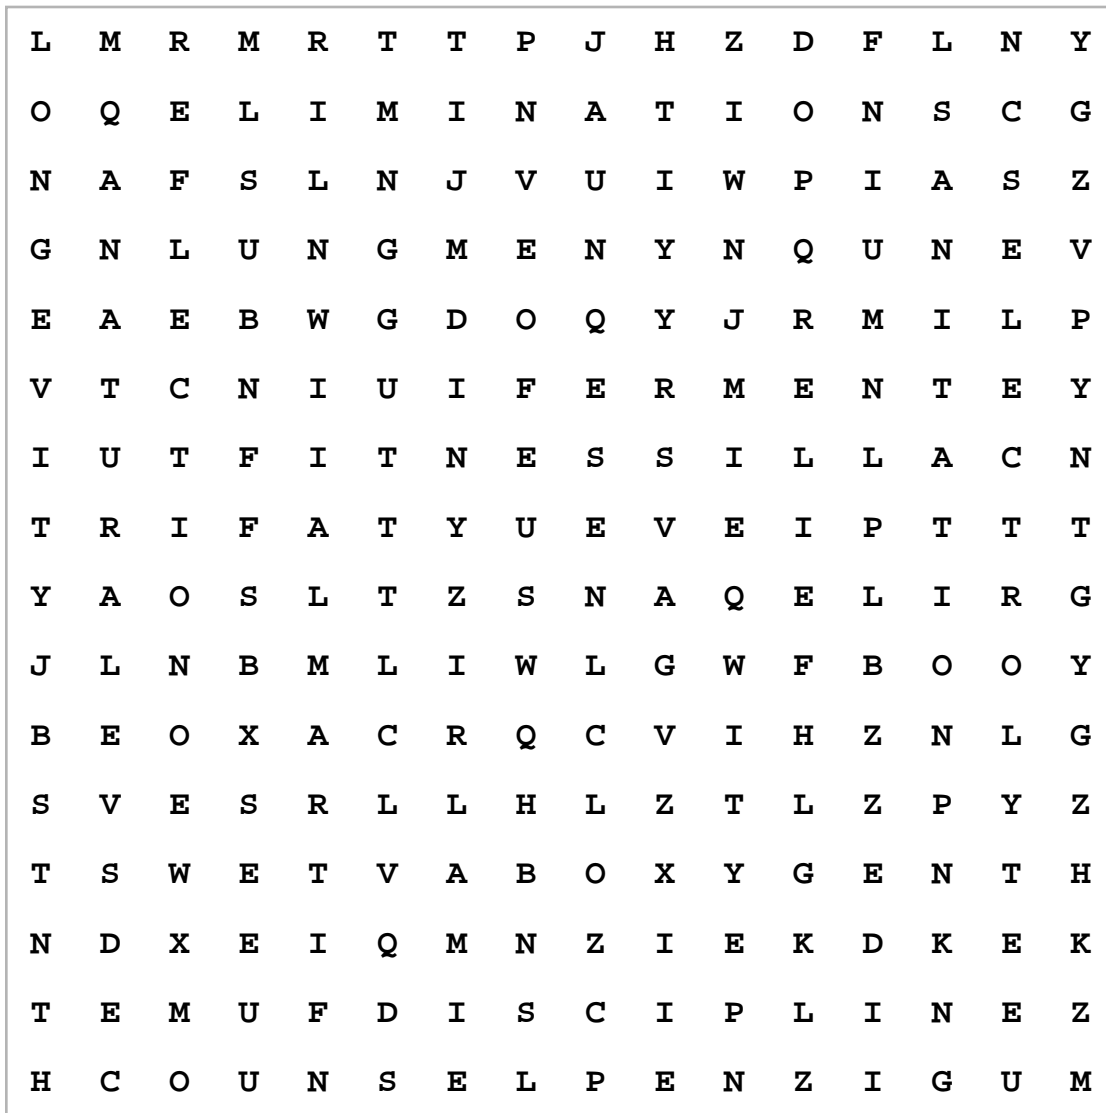 L M R M R T T P J H Z D F L N Y
O Q E L I M I N A T I O N S C G
N A F S L N J V U I W P I A S Z
G N L U N G M E N Y N Q U N E V
E A E B W G D O Q Y J R M I L P
V T C N I U I F E R M E N T E Y
I U T F I T N E S S I L L A C N
T R I F A T Y U E V E I P T T T
Y A O S L T Z S N A Q E L I R G
J L N B M L I W L G W F B O O Y
B E O X A C R Q C V I H Z N L G
S V E S R L L H L Z T L Z P Y Z
T S W E T V A B O X Y G E N T H
N D X E I Q M N Z I E K D K E K
T E M U F D I S C I P L I N E Z
H C O U N S E L P E N Z I G U M